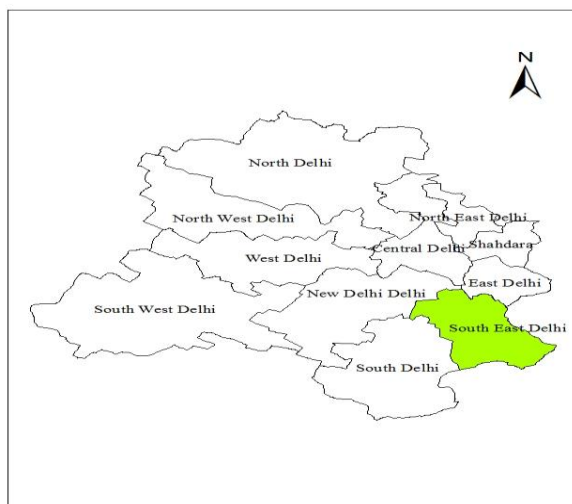 N
North Delhi
North West Delhi
North East Delhi
Central Delhi
Shahdara
West Delhi
East Delhi
New Delhi Delhi
South West Delhi
South East Delhi
South Delhi